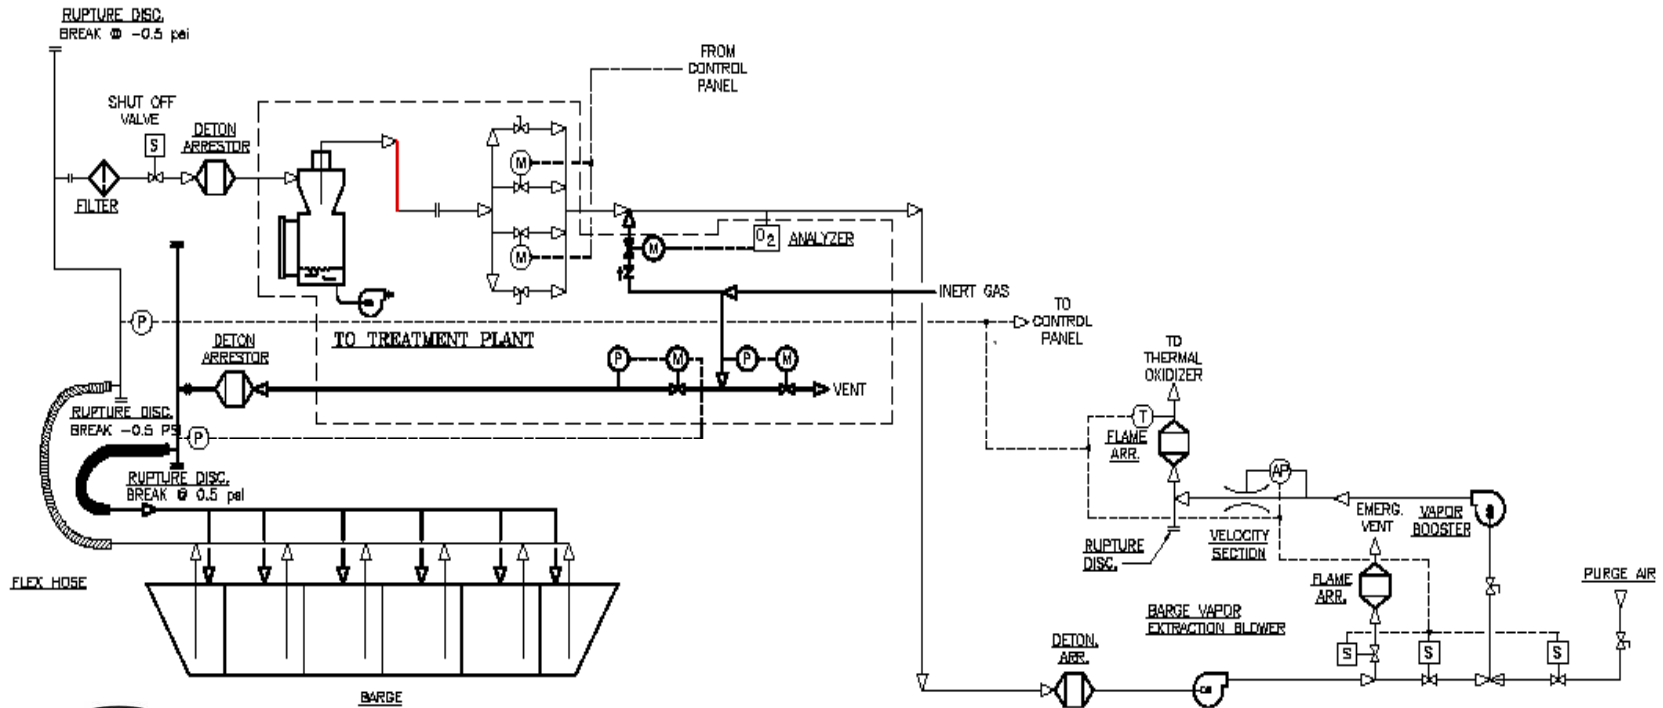 RUPTURE DISC.
BREAK @ -0.5 psi
FROM
CONTROL
PANEL
SHUT OFF
VALVE
S
DETON
ARRESTOR
M
FILTER
O2
ANALYZER
M
M
INERT GAS
P
TO
CONTROL
PANEL
TO TREATMENT PLANT
DETON
ARRESTOR
P
M
P
M
VENT
TO
THERMAL
OXIDIZER
RUPTURE DISC.
BREAK -0.5 PSI
P
T
FLAME
ARR.
RUPTURE DISC.
BREAK @ 0.5 psi
AP
EMERG.
VENT
VAPOR
BOOSTER
VELOCITY
SECTION
RUPTURE
DISC.
FLEX HOSE
FLAME
ARR.
PURGE AIR
BARGE VAPOR
EXTRACTION BLOWER
DETON.
ARR.
S
S
S
BARGE